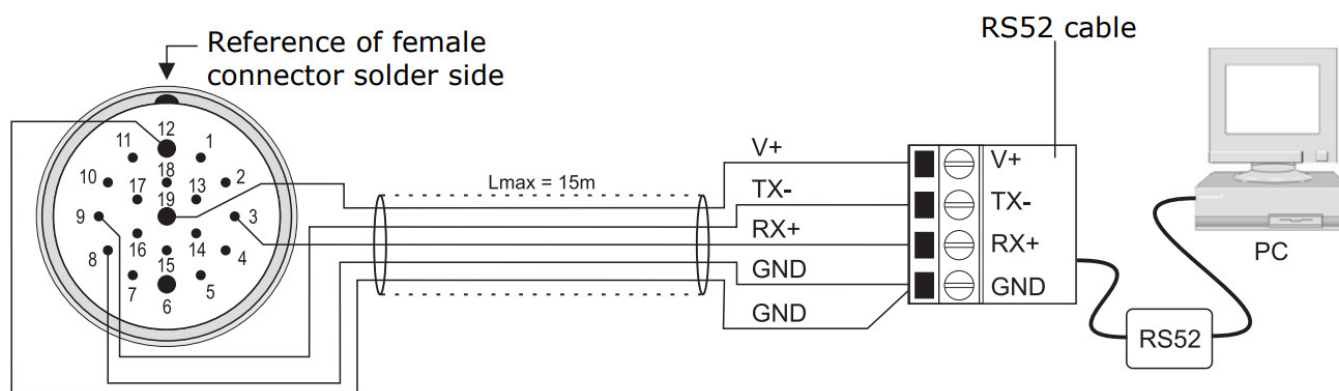 Reference of female
connector solder side
RS52 cable
12
11
1
10
18
2
17
13
19
9
3
16
14
8
15
4
7
5
6
Lmax = 15m
V+
TX-
RX+
GND
GND
V+
TX-
RX+
GND
PC
RS52